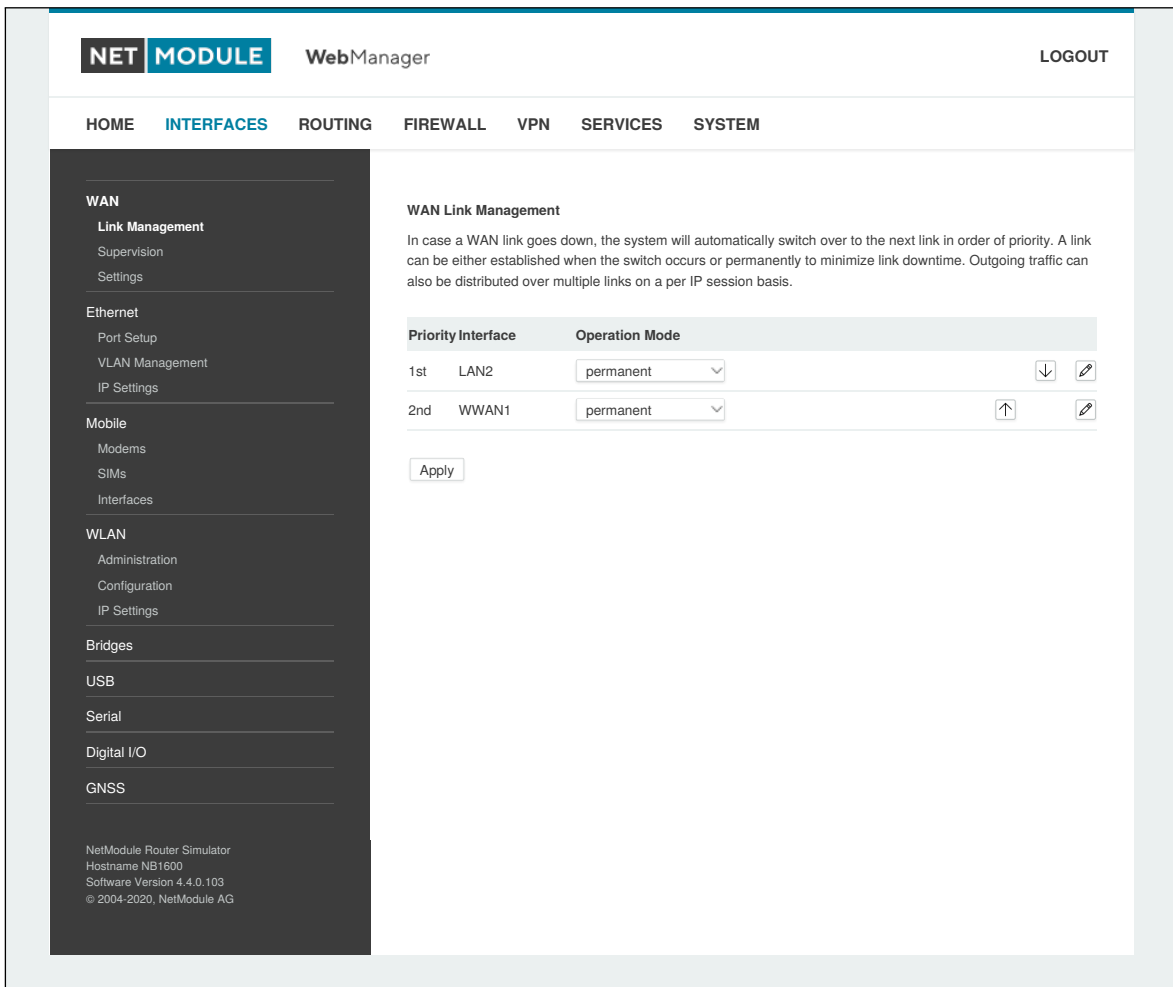 NET MODULE WebManager LOGOUT
HOME INTERFACES ROUTING FIREWALL VPN SERVICES SYSTEM
WAN
Link Management
Supervision
Settings
Ethernet
Port Setup
VLAN Management
IP Settings
Mobile
Modems
SIMs
Interfaces
WLAN
Administration
Configuration
IP Settings
Bridges
USB
Serial
Digital I/O
GNSS
NetModule Router Simulator
Hostname NB1600
Software Version 4.4.0.103
© 2004-2020, NetModule AG
WAN Link Management
In case a WAN link goes down, the system will automatically switch over to the next link in order of priority. A link
can be either established when the switch occurs or permanently to minimize link downtime. Outgoing traffic can
also be distributed over multiple links on a per IP session basis.
Priority Interface Operation Mode
1st LAN2 permanent
2nd WWAN1 permanent
Apply